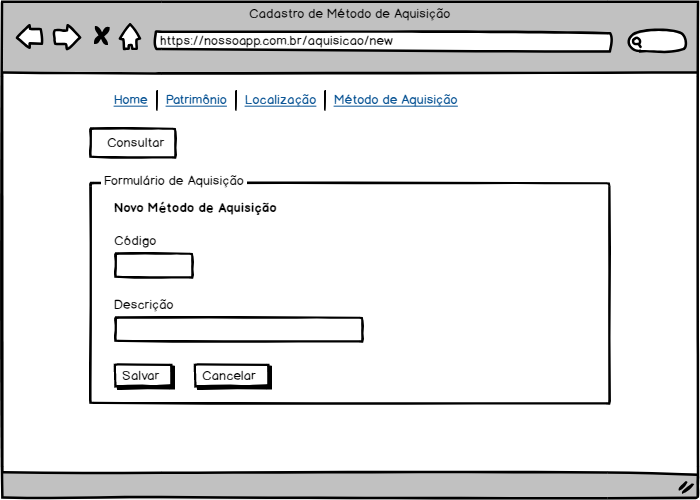 Cadastro de Método de Aquisição
https://nossoapp.com.br/aquisicao/new
Home Patrimônio Localização Método de Aquisição
Consultar
Formulário de Aquisição
Novo Método de Aquisição
Código
Descrição
Salvar Cancelar